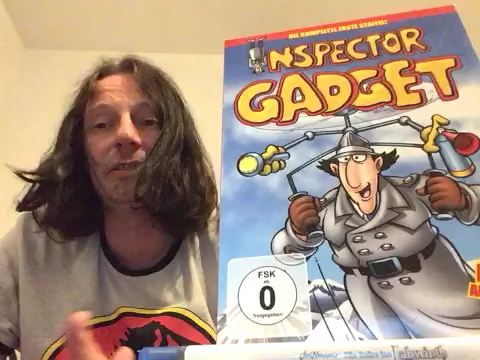 DIE KOMPLETTE ERSTE STAFFEL!
INSPECTOR
GADGET
FSK
ab
0
freigegeben